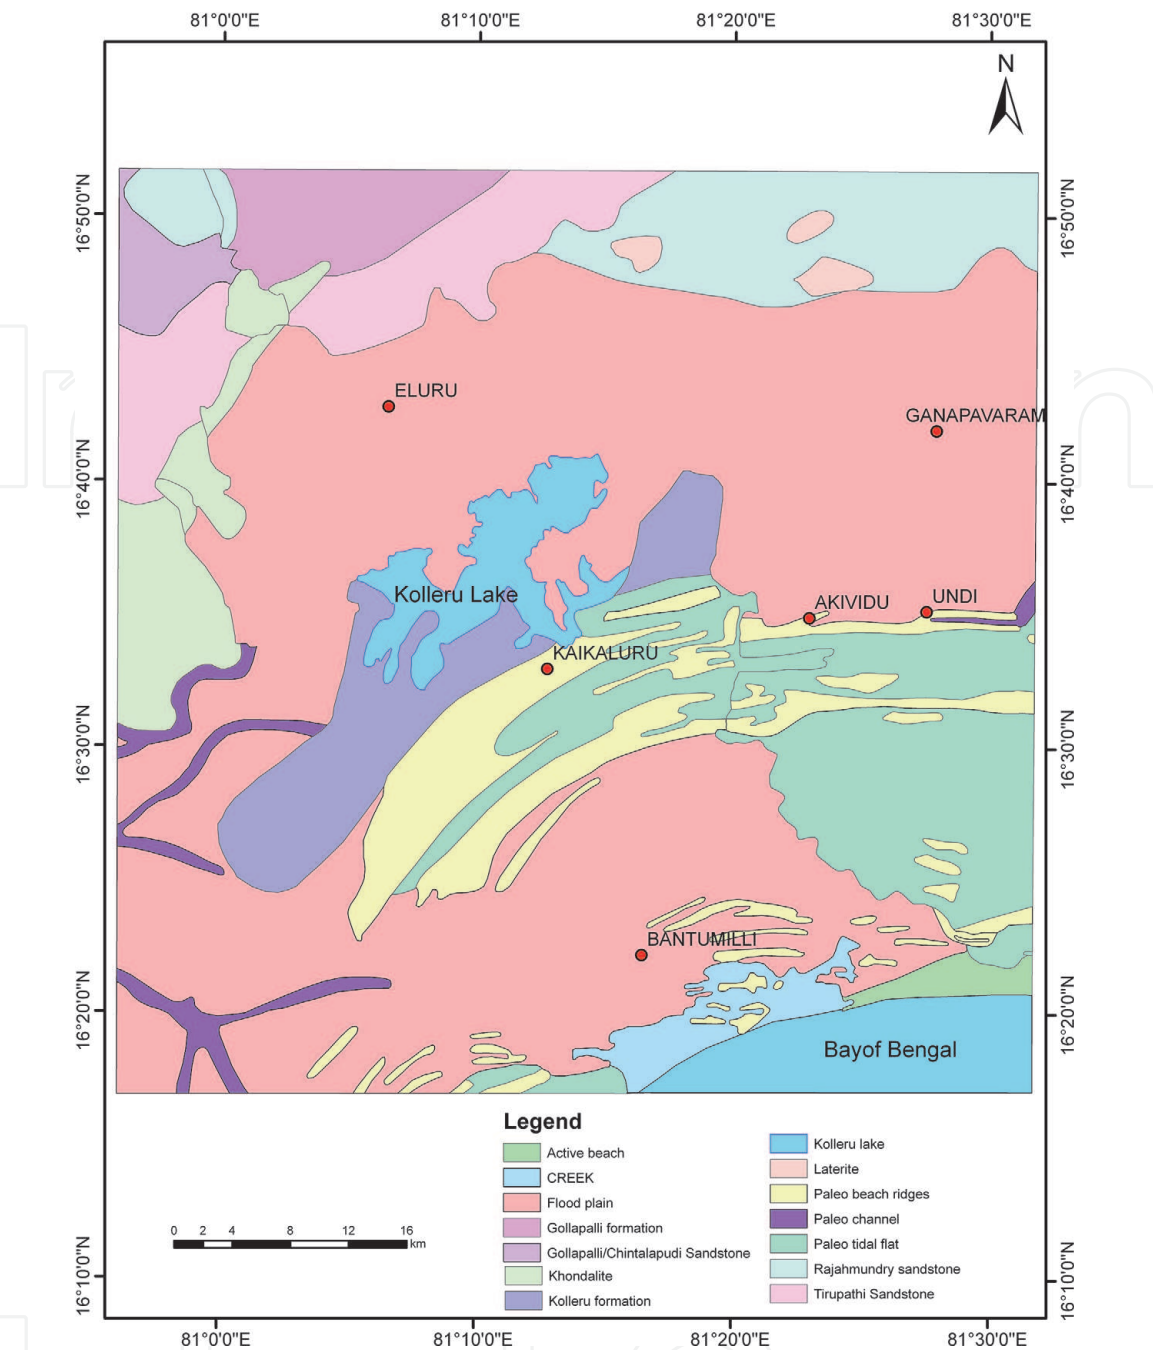 81°0'0"E 81°10'0"E 81°20'0"E 81°30'0"E
N
16°50'0"N 16°50'0"N
ELURU
GANAPAVARAM
16°40'0"N 16°40'0"N
Kolleru Lake
AKIVIDU UNDI
KAIKALURU
16°30'0"N 16°30'0"N
BANTUMILLI
16°20'0"N 16°20'0"N
Bayof Bengal
Legend
Active beach
CREEK
Flood plain
Gollapalli formation
Gollapalli/Chintalapudi Sandstone
Khondalite
Kolleru formation
Kolleru lake
Laterite
Paleo beach ridges
Paleo channel
Paleo tidal flat
Rajahmundry sandstone
Tirupathi Sandstone
0 2 4 8 12 16
km
16°10'0"N 16°10'0"N
81°0'0"E 81°10'0"E 81°20'0"E 81°30'0"E